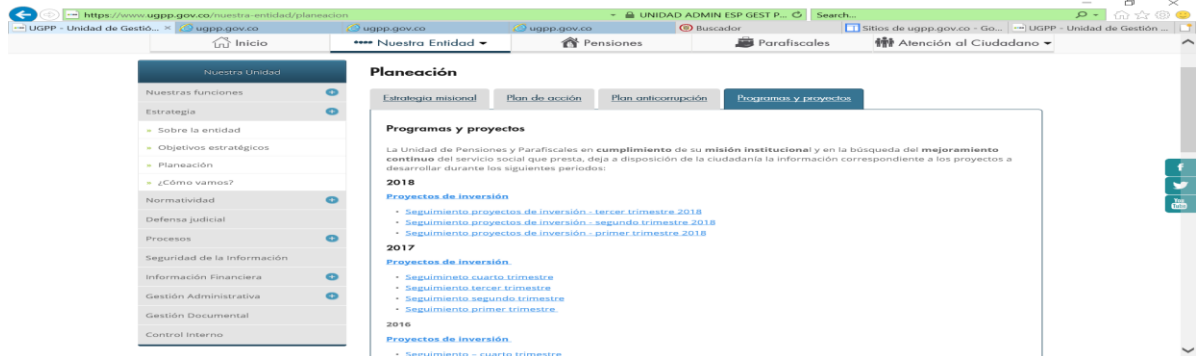 https://www.ugpp.gov.co/nuestra-entidad/planeacion
UNIDAD ADMIN ESP GEST P...
Search...
UGPP - Unidad de Gestió...
ugpp.gov.co
ugpp.gov.co
ugpp.gov.co
Buscador
Sitios de ugpp.gov.co - Go...
UGPP - Unidad de Gestión ...
Inicio
Nuestra Entidad
Pensiones
Parafiscales
Atención al Ciudadano
Nuestra Unidad
Nuestras funciones
Estrategia
Sobre la entidad
Objetivos estratégicos
Planeación
¿Cómo vamos?
Normatividad
Defensa judicial
Procesos
Seguridad de la Información
Información Financiera
Gestión Administrativa
Gestión Documental
Control Interno
Planeación
Estrategia misional
Plan de acción
Plan anticorrupción
Programas y proyectos
Programas y proyectos
La Unidad de Pensiones y Parafiscales en cumplimiento de su misión institucional y en la búsqueda del mejoramiento
continuo del servicio social que presta, deja a disposición de la ciudadanía la información correspondiente a los proyectos a
desarrollar durante los siguientes periodos:
2018
Proyectos de inversión
Seguimiento proyectos de inversión - tercer trimestre 2018
Seguimiento proyectos de inversión - segundo trimestre 2018
Seguimiento proyectos de inversión - primer trimestre 2018
2017
Proyectos de inversión
Seguimineto cuarto trimestre
Seguimiento tercer trimestre
Seguimiento segundo trimestre
Seguimiento primer trimestre
2016
Proyectos de inversión
Seguimiento - cuarto trimestre
You
Tube